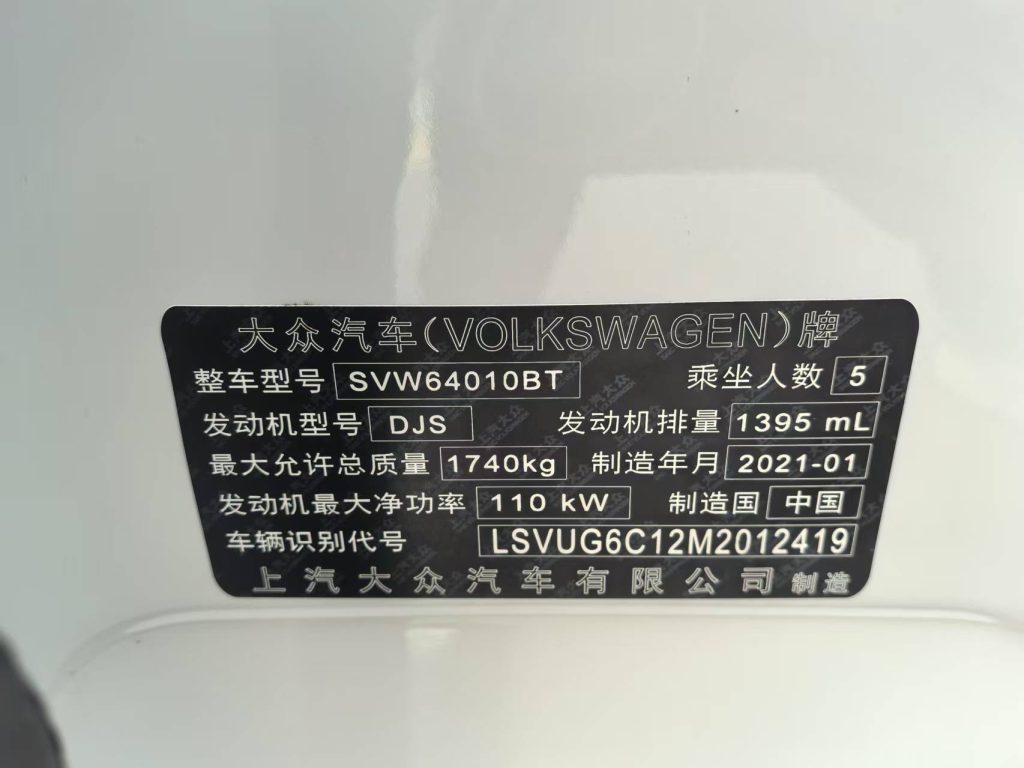 大众汽车(VOLKSWAGEN)牌
整车型号 SVW64010BT 乘坐人数 5
发动机型号 DJS 发动机排量 1395 mL
最大允许总质量 1740kg 制造年月 2021-01
发动机最大净功率 110 kW 制造国 中国
车辆识别代号 LSVUG6C12M2012419
上汽大众汽车有限公司 制造